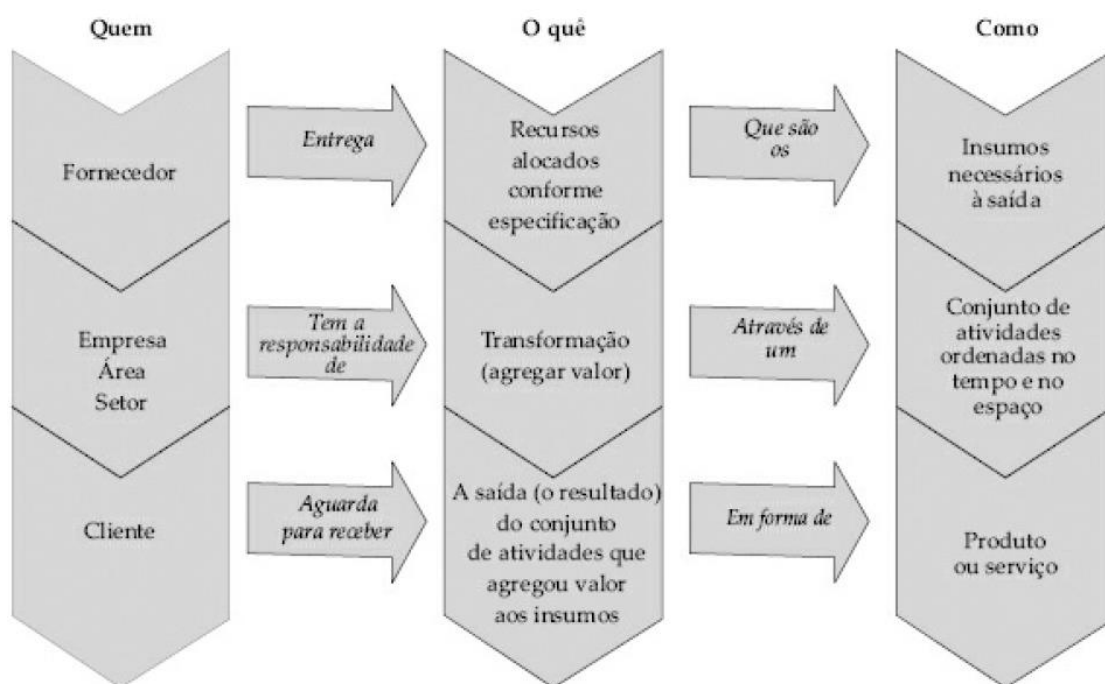 Quem
O quê
Como
Fornecedor
Entrega
Recursos
alocados
conforme
especificação
Que são
os
Insumos
necessários
à saída
Empresa
Área
Setor
Tem a
responsabilidade
de
Transformação
(agregar valor)
Através de
um
Conjunto de
atividades
ordenadas no
tempo e no
espaço
Cliente
Aguarda
para receber
A saída (o resultado)
do conjunto
de atividades que
agregou valor
aos insumos
Em forma de
Produto
ou serviço